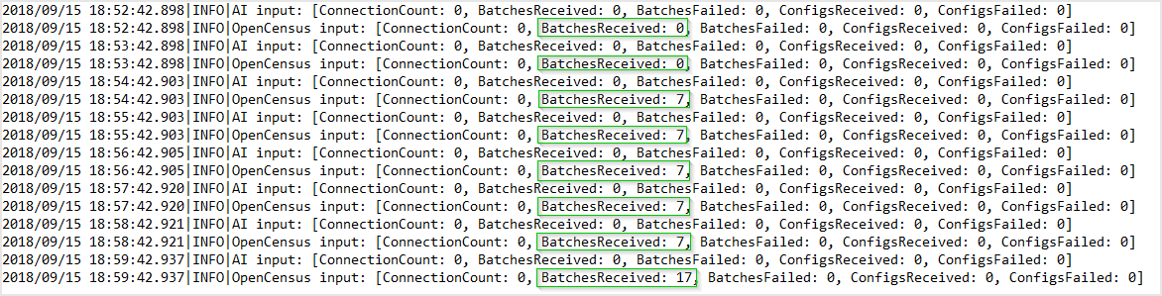 2018/09/15 18:52:42.898|INFO|AI input: [ConnectionCount: 0, BatchesReceived: 0, BatchesFailed: 0, ConfigsReceived: 0, ConfigsFailed: 0]
2018/09/15 18:52:42.898|INFO|OpenCensus input: [ConnectionCount: 0, BatchesReceived: 0, BatchesFailed: 0, ConfigsReceived: 0, ConfigsFailed: 0]
2018/09/15 18:53:42.898|INFO|AI input: [ConnectionCount: 0, BatchesReceived: 0, BatchesFailed: 0, ConfigsReceived: 0, ConfigsFailed: 0]
2018/09/15 18:53:42.898|INFO|OpenCensus input: [ConnectionCount: 0, BatchesReceived: 0, BatchesFailed: 0, ConfigsReceived: 0, ConfigsFailed: 0]
2018/09/15 18:54:42.903|INFO|AI input: [ConnectionCount: 0, BatchesReceived: 0, BatchesFailed: 0, ConfigsReceived: 0, ConfigsFailed: 0]
2018/09/15 18:54:42.903|INFO|OpenCensus input: [ConnectionCount: 0, BatchesReceived: 7, BatchesFailed: 0, ConfigsReceived: 0, ConfigsFailed: 0]
2018/09/15 18:55:42.903|INFO|AI input: [ConnectionCount: 0, BatchesReceived: 0, BatchesFailed: 0, ConfigsReceived: 0, ConfigsFailed: 0]
2018/09/15 18:55:42.903|INFO|OpenCensus input: [ConnectionCount: 0, BatchesReceived: 7, BatchesFailed: 0, ConfigsReceived: 0, ConfigsFailed: 0]
2018/09/15 18:56:42.905|INFO|AI input: [ConnectionCount: 0, BatchesReceived: 0, BatchesFailed: 0, ConfigsReceived: 0, ConfigsFailed: 0]
2018/09/15 18:56:42.905|INFO|OpenCensus input: [ConnectionCount: 0, BatchesReceived: 7, BatchesFailed: 0, ConfigsReceived: 0, ConfigsFailed: 0]
2018/09/15 18:57:42.920|INFO|AI input: [ConnectionCount: 0, BatchesReceived: 0, BatchesFailed: 0, ConfigsReceived: 0, ConfigsFailed: 0]
2018/09/15 18:57:42.920|INFO|OpenCensus input: [ConnectionCount: 0, BatchesReceived: 7, BatchesFailed: 0, ConfigsReceived: 0, ConfigsFailed: 0]
2018/09/15 18:58:42.921|INFO|AI input: [ConnectionCount: 0, BatchesReceived: 0, BatchesFailed: 0, ConfigsReceived: 0, ConfigsFailed: 0]
2018/09/15 18:58:42.921|INFO|OpenCensus input: [ConnectionCount: 0, BatchesReceived: 7, BatchesFailed: 0, ConfigsReceived: 0, ConfigsFailed: 0]
2018/09/15 18:59:42.937|INFO|AI input: [ConnectionCount: 0, BatchesReceived: 0, BatchesFailed: 0, ConfigsReceived: 0, ConfigsFailed: 0]
2018/09/15 18:59:42.937|INFO|OpenCensus input: [ConnectionCount: 0, BatchesReceived: 17, BatchesFailed: 0, ConfigsReceived: 0, ConfigsFailed: 0]